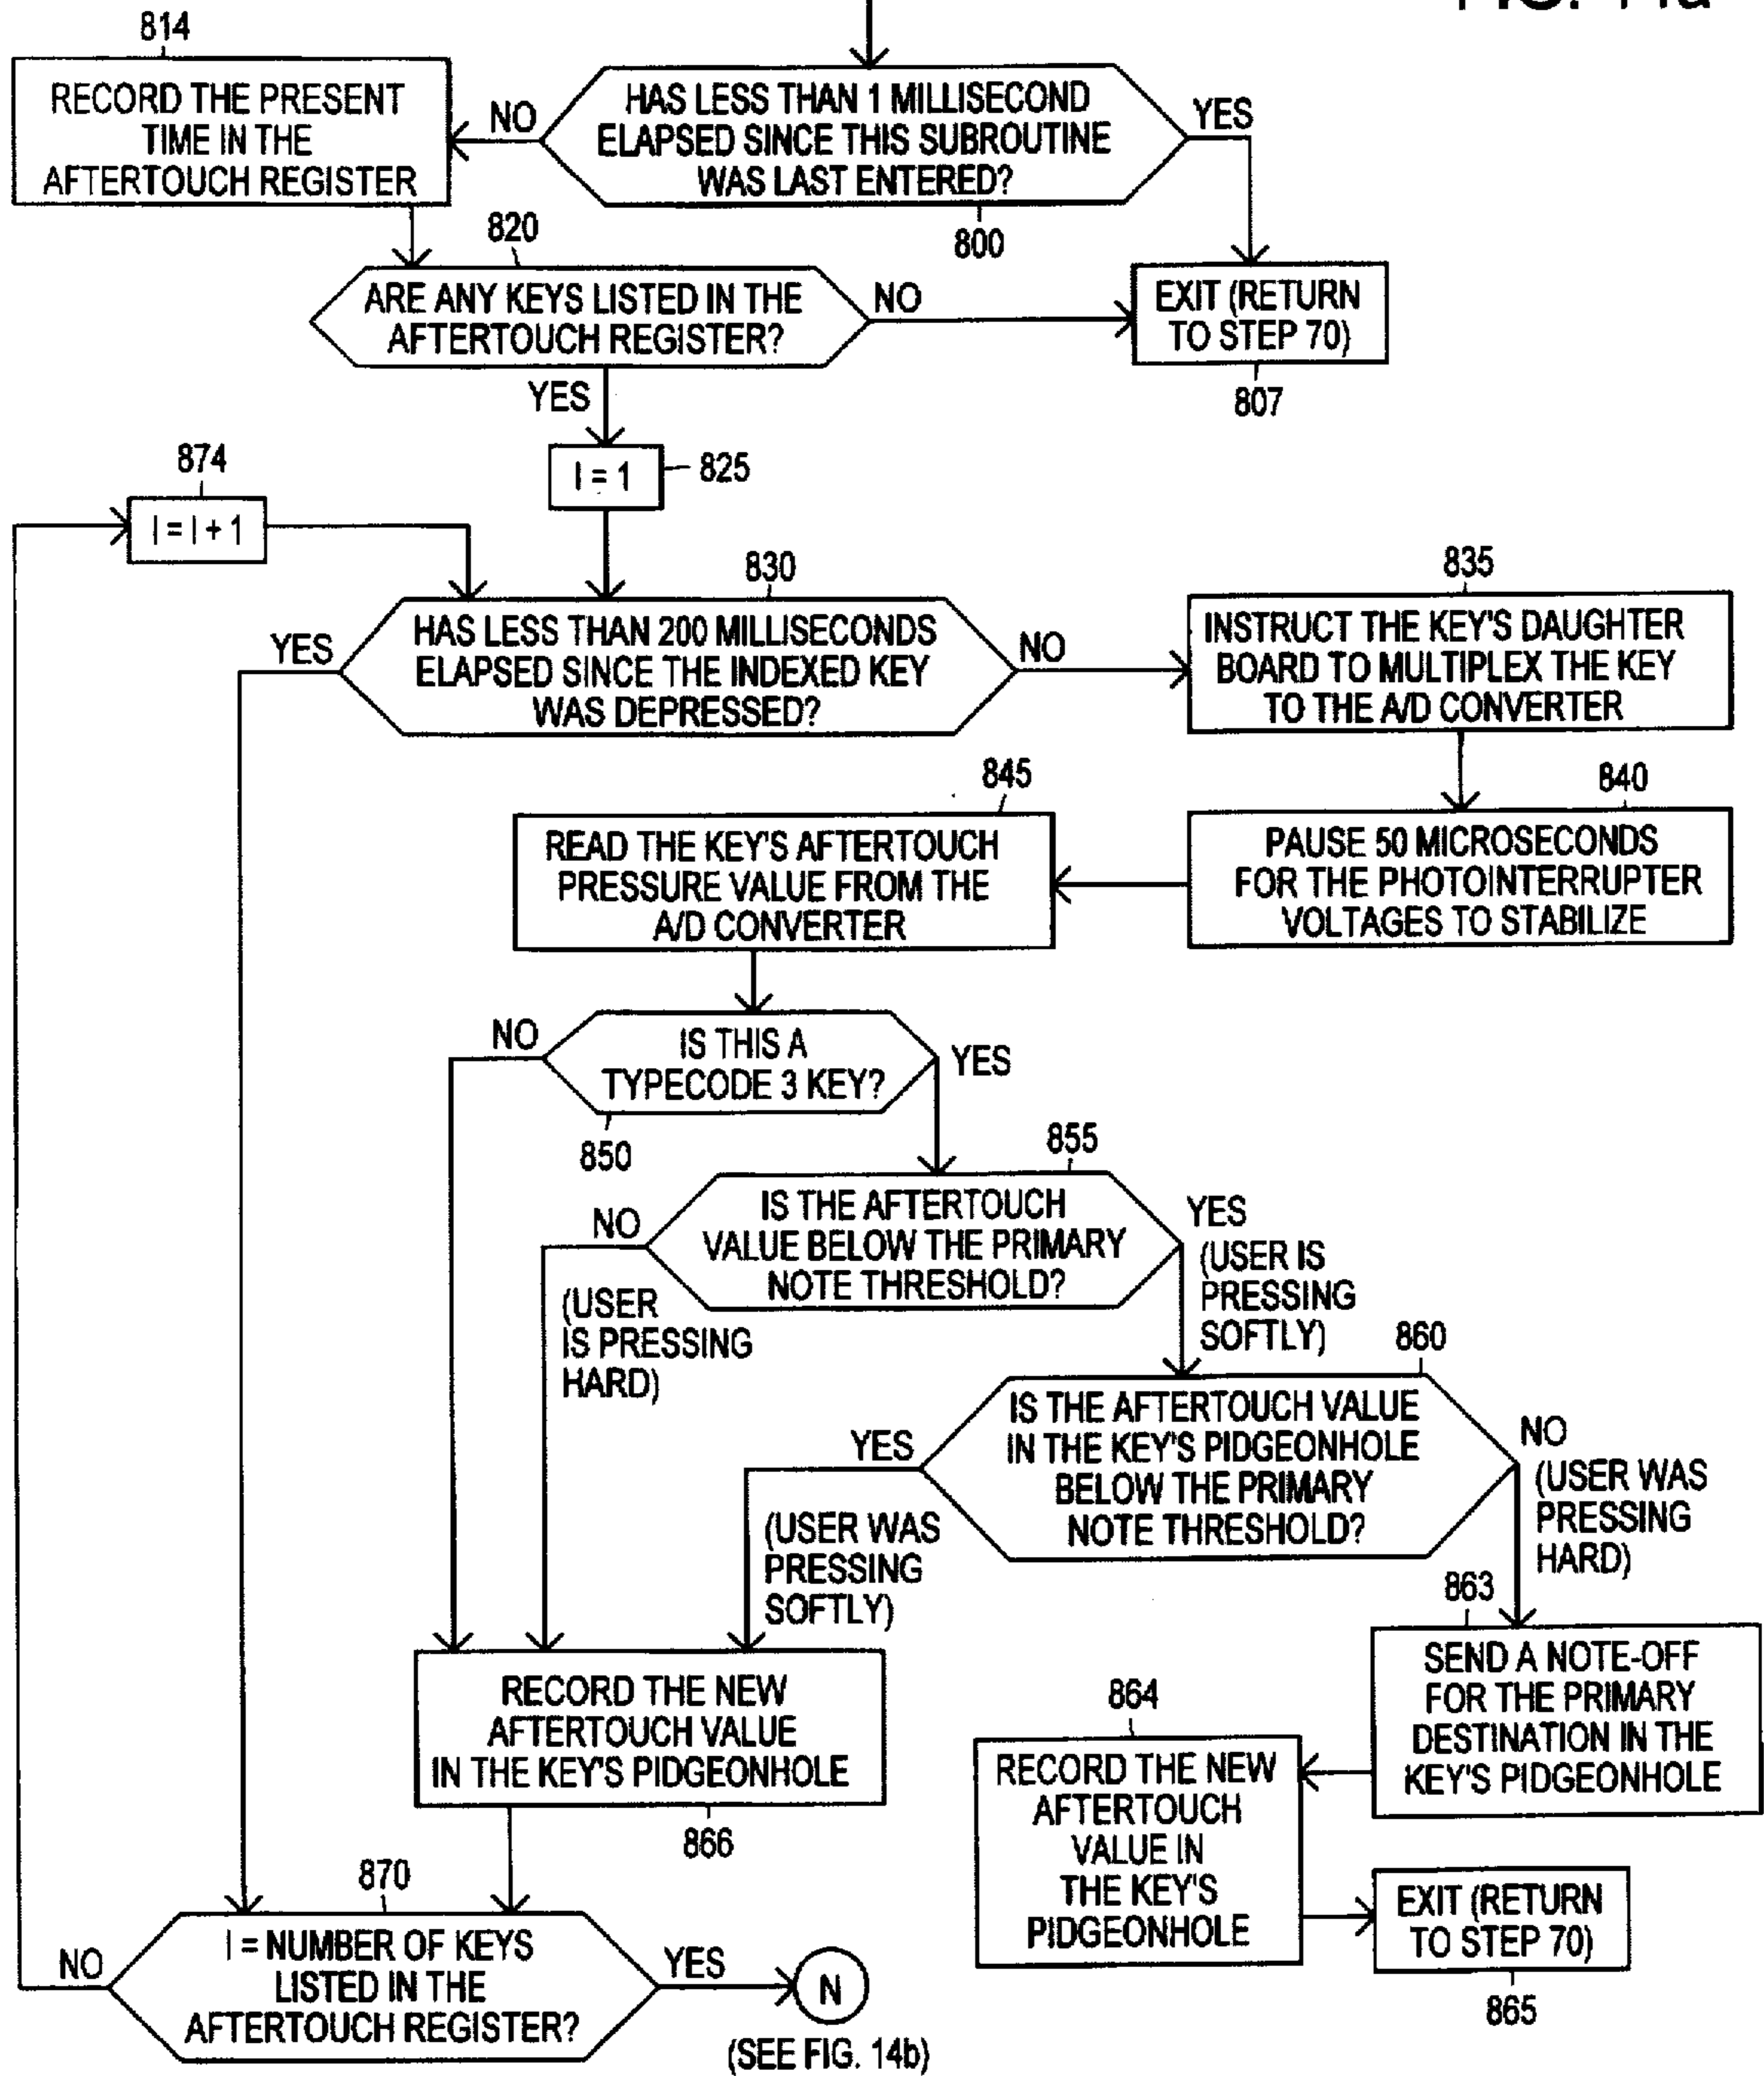 FIG. 14a
814
RECORD THE PRESENT
TIME IN THE
AFTERTOUCH REGISTER
NO
HAS LESS THAN 1 MILLISECOND
ELAPSED SINCE THIS SUBROUTINE
WAS LAST ENTERED?
YES
800
820
ARE ANY KEYS LISTED IN THE
AFTERTOUCH REGISTER?
NO
EXIT (RETURN
TO STEP 70)
807
YES
I = 1
825
874
I = I + 1
830
YES
HAS LESS THAN 200 MILLISECONDS
ELAPSED SINCE THE INDEXED KEY
WAS DEPRESSED?
NO
835
INSTRUCT THE KEY'S DAUGHTER
BOARD TO MULTIPLEX THE KEY
TO THE A/D CONVERTER
840
PAUSE 50 MICROSECONDS
FOR THE PHOTOINTERRUPTER
VOLTAGES TO STABILIZE
845
READ THE KEY'S AFTERTOUCH
PRESSURE VALUE FROM THE
A/D CONVERTER
NO
IS THIS A
TYPECODE 3 KEY?
YES
850
855
NO
IS THE AFTERTOUCH
VALUE BELOW THE PRIMARY
NOTE THRESHOLD?
YES
(USER IS
PRESSING
SOFTLY)
(USER
IS PRESSING
HARD)
860
YES
IS THE AFTERTOUCH VALUE
IN THE KEY'S PIDGEONHOLE
BELOW THE PRIMARY
NOTE THRESHOLD?
NO
(USER WAS
PRESSING
HARD)
(USER WAS
PRESSING
SOFTLY)
863
SEND A NOTE-OFF
FOR THE PRIMARY
DESTINATION IN THE
KEY'S PIDGEONHOLE
864
RECORD THE NEW
AFTERTOUCH
VALUE IN
THE KEY'S
PIDGEONHOLE
EXIT (RETURN
TO STEP 70)
865
RECORD THE NEW
AFTERTOUCH VALUE
IN THE KEY'S PIDGEONHOLE
866
870
NO
I = NUMBER OF KEYS
LISTED IN THE
AFTERTOUCH REGISTER?
YES
N
(SEE FIG. 14b)